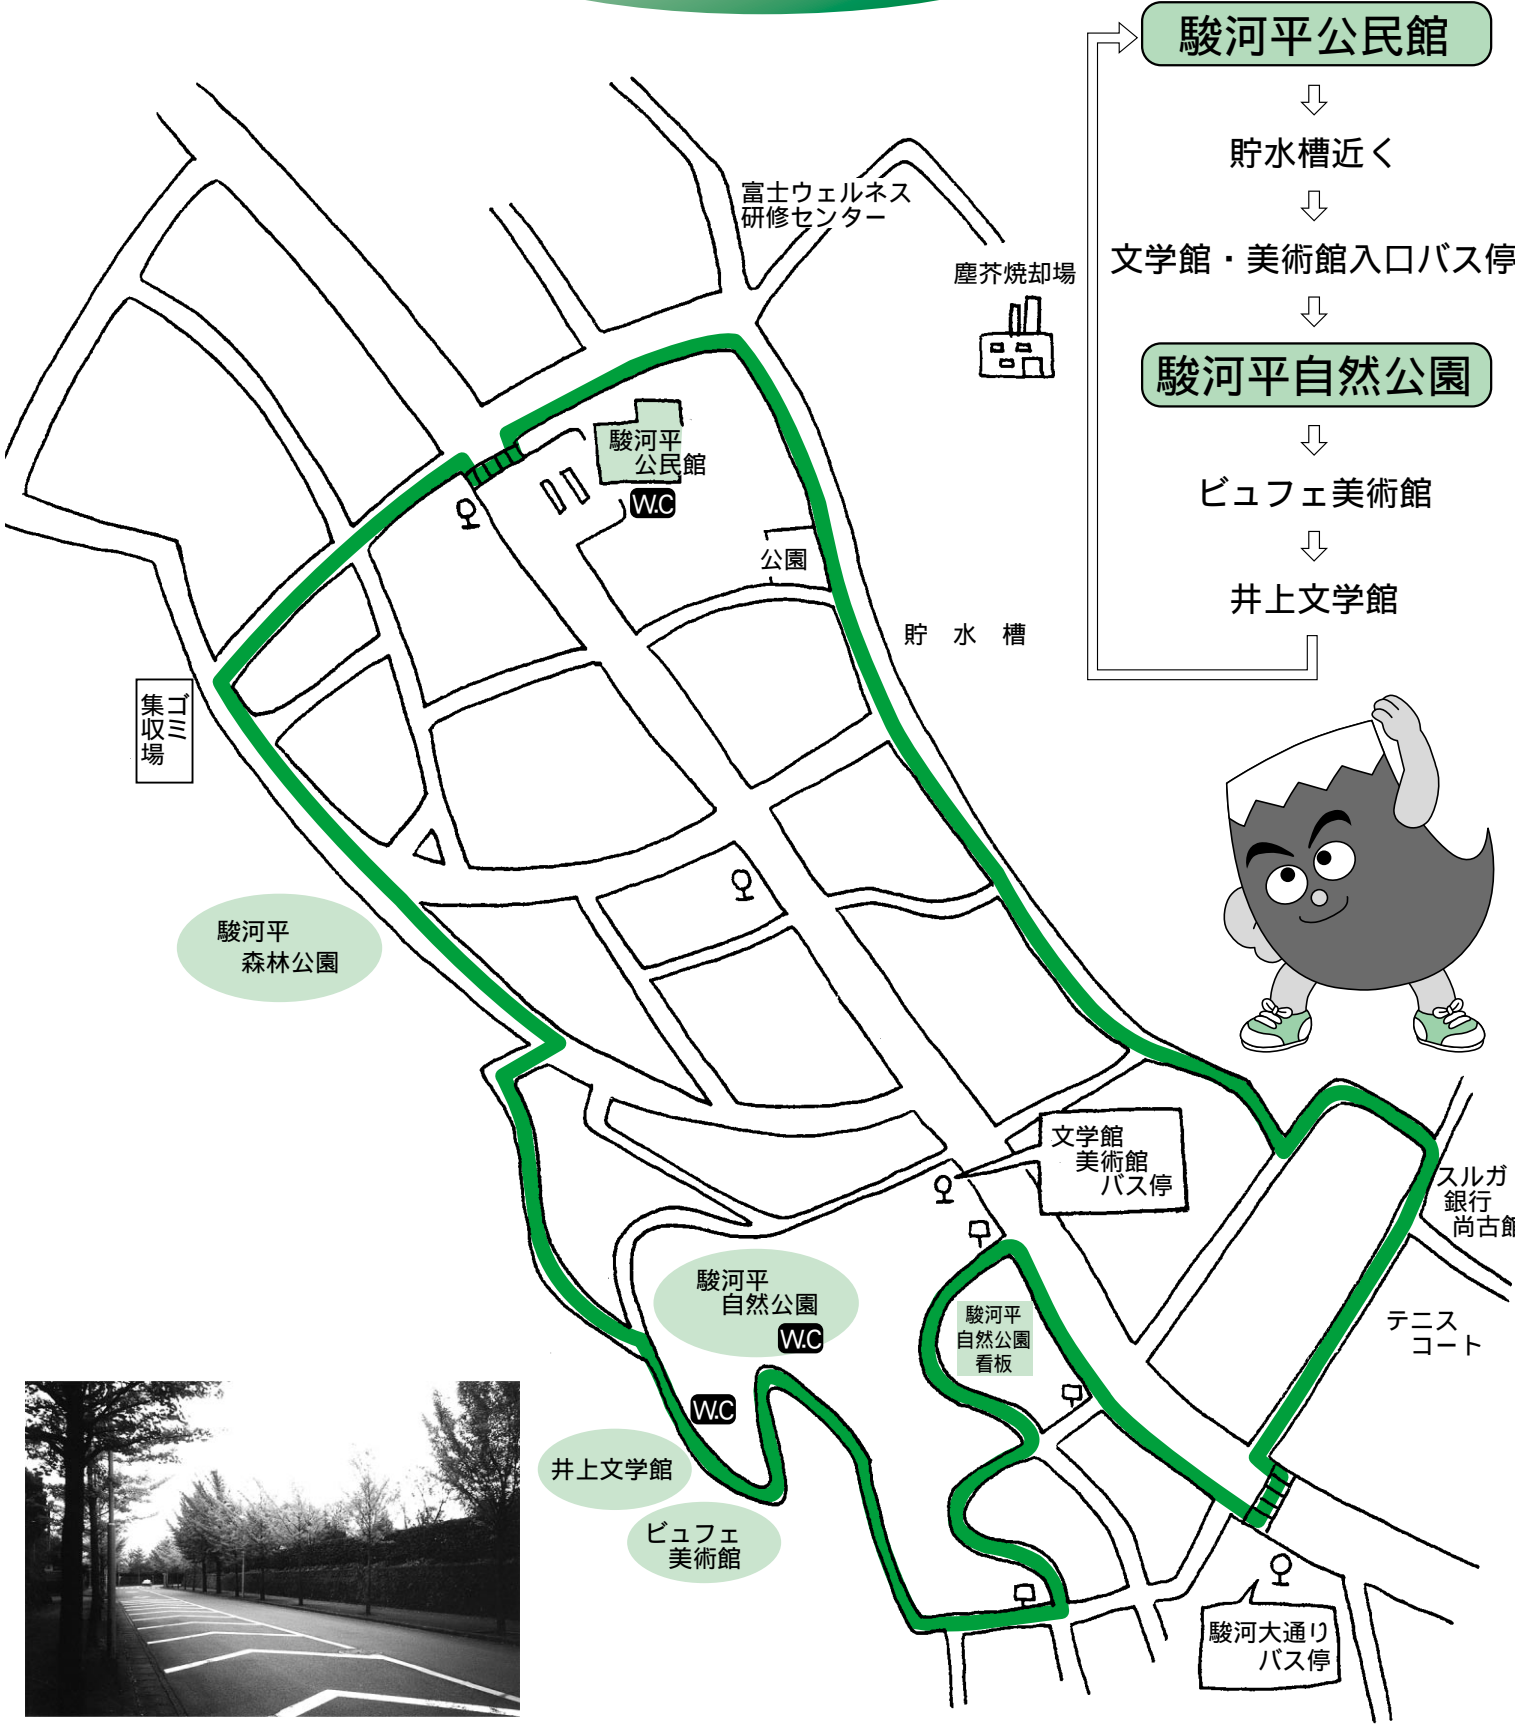 駿河平公民館
貯水槽近く
文学館・美術館入口バス停
駿河平自然公園
ビュフェ美術館
井上文学館
富士ウェルネス
研修センター
塵芥焼却場
駿河平
公民館
W.C
公園
貯水槽
ゴミ
集収場
駿河平
森林公園
文学館
美術館
バス停
スルガ
銀行
尚古館
駿河平
自然公園
W.C
駿河平
自然公園
看板
テニス
コート
W.C
井上文学館
ビュフェ
美術館
駿河大通り
バス停